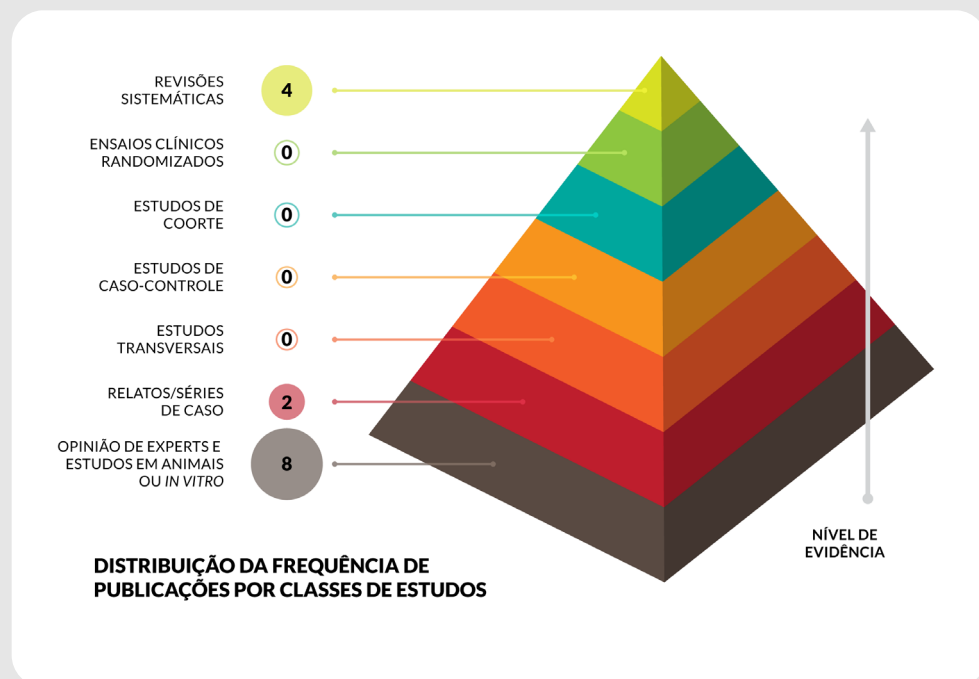 REVISÕES
SISTEMÁTICAS
4
ENSAIOS CLÍNICOS
RANDOMIZADOS
0
ESTUDOS DE
COORTE
0
ESTUDOS DE
CASO-CONTROLE
0
ESTUDOS
TRANSVERSAIS
0
RELATOS/SÉRIES
DE CASO
2
OPINIÃO DE EXPERTS E
ESTUDOS EM ANIMAIS
OU IN VITRO
8
NÍVEL DE
EVIDÊNCIA
DISTRIBUIÇÃO DA FREQUÊNCIA DE
PUBLICAÇÕES POR CLASSES DE ESTUDOS